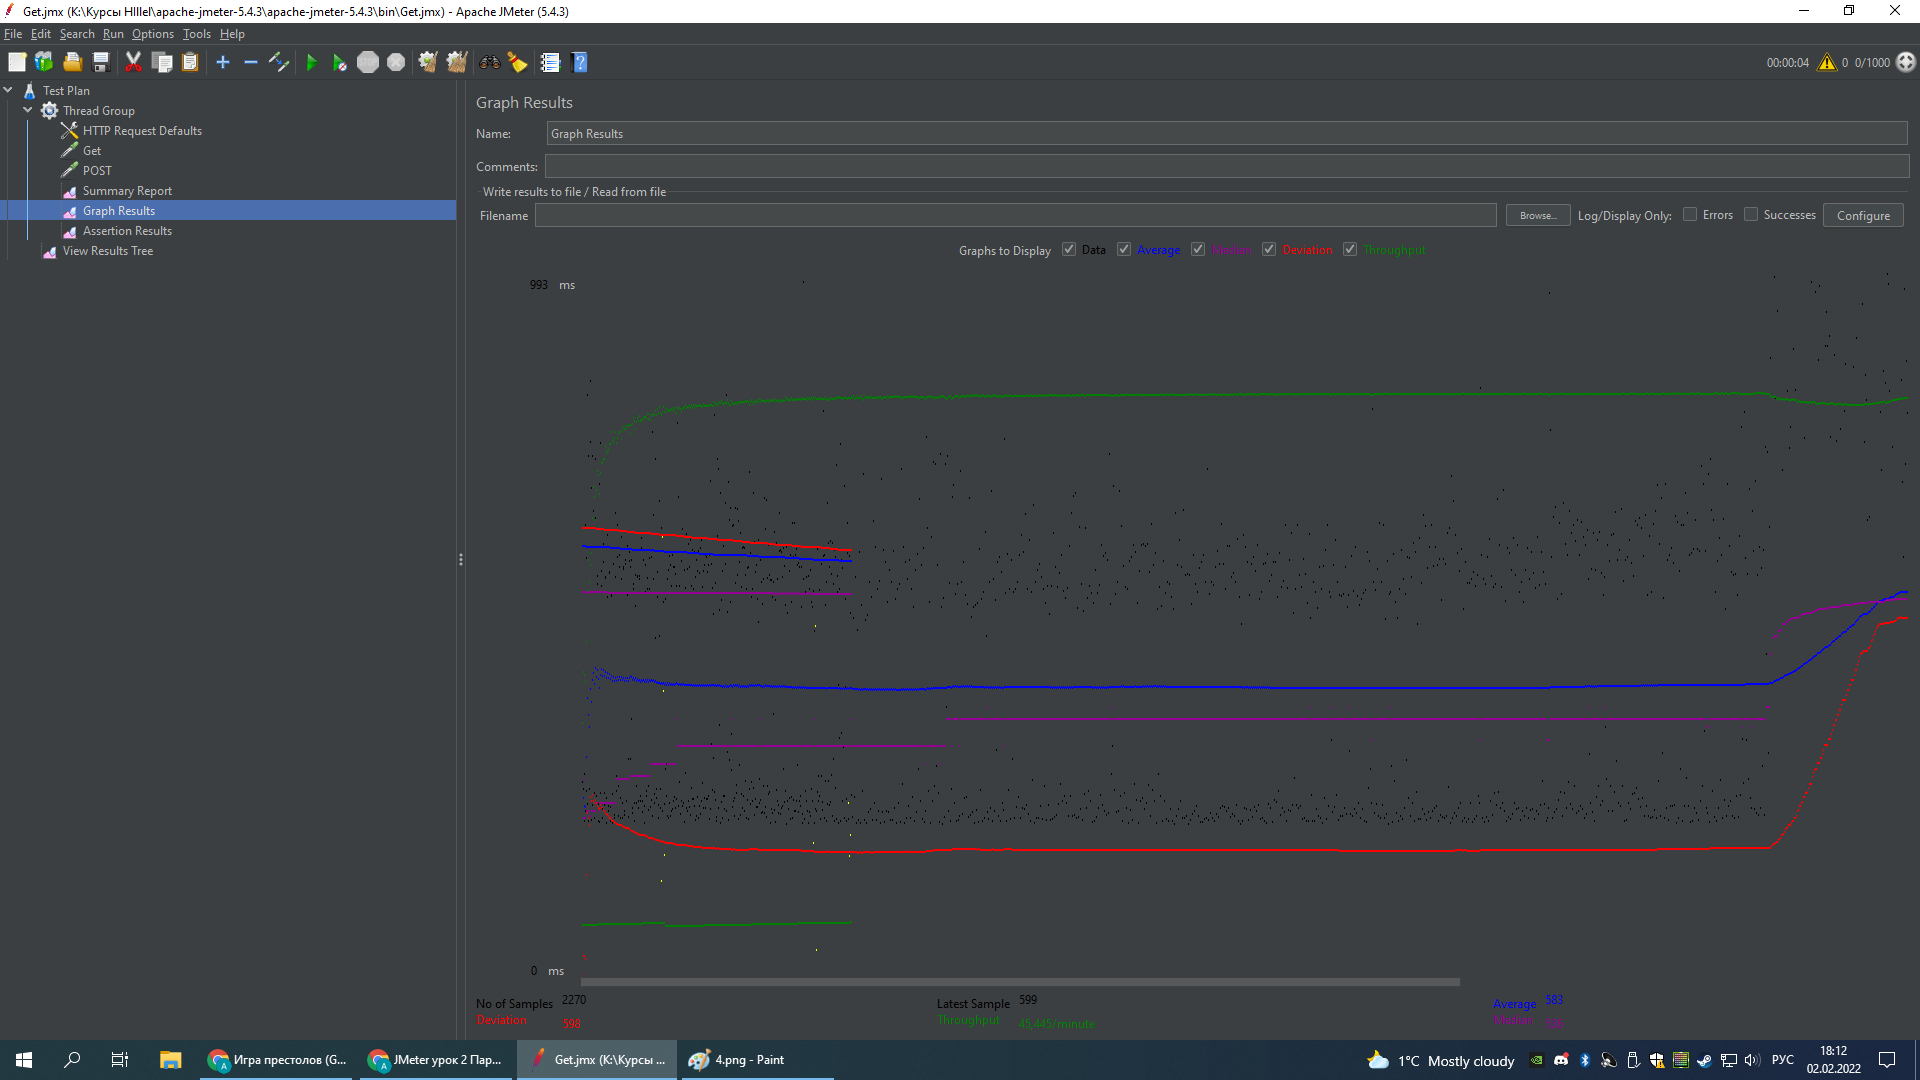 Get.jmx (K:\Курсы HIllel\apache-jmeter-5.4.3\apache-jmeter-5.4.3\bin\Get.jmx) - Apache JMeter (5.4.3)
File Edit Search Run Options Tools Help
00:00:04 0 0/1000
Test Plan
Thread Group
HTTP Request Defaults
Get
POST
Summary Report
Graph Results
Assertion Results
View Results Tree
Graph Results
Name: Graph Results
Comments:
Write results to file / Read from file
Filename Browse... Log/Display Only: Errors Successes Configure
Graphs to Display Data Average Median Deviation Throughput
993 ms
0 ms
No of Samples 2270 Latest Sample 599 Average 583
Deviation 598 Throughput 45,445/minute Median
Игра престолов (G... JMeter урок 2 Пар... Get.jmx (K:\Курсы ... 4.png - Paint
1°C Mostly cloudy РУС 18:12
02.02.2022